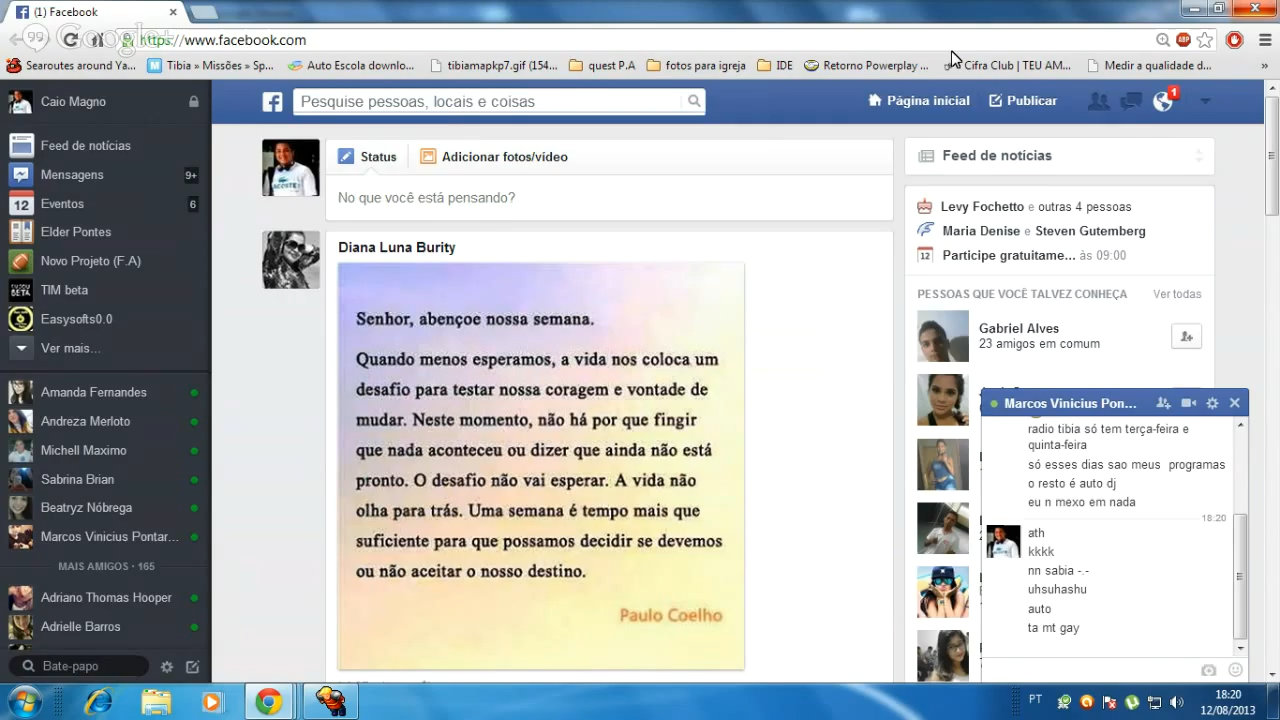 (1) Facebook
Google+
https://www.facebook.com
Searoutes around Ya...
Tibia » Missões » Sp...
Auto Escola downlo...
tibiamapkp7.gif (154...
quest P.A
fotos para igreja
IDE
Retorno Powerplay ...
Cifra Club | TEU AM...
Medir a qualidade d...
»
Caio Magno
Pesquise pessoas, locais e coisas
Página inicial
Publicar
1
Feed de notícias
Mensagens
9+
12
Eventos
6
Elder Pontes
Novo Projeto (F.A)
TIM beta
Easysofts0.0
Ver mais...
Amanda Fernandes
Andreza Merloto
Michell Maximo
Sabrina Brian
Beatryz Nóbrega
Marcos Vinicius Pontar...
MAIS AMIGOS · 165
Adriano Thomas Hooper
Adrielle Barros
Bate-papo
Status
Adicionar fotos/vídeo
No que você está pensando?
Diana Luna Burity
Senhor, abençoe nossa semana.
Quando menos esperamos, a vida nos coloca um
desafio para testar nossa coragem e vontade de
mudar. Neste momento, não há por que fingir
que nada aconteceu ou dizer que ainda não está
pronto. O desafio não vai esperar. A vida não
olha para trás. Uma semana é tempo mais que
suficiente para que possamos decidir se devemos
ou não aceitar o nosso destino.
Paulo Coelho
Feed de notícias
Levy Fochetto e outras 4 pessoas
Maria Denise e Steven Gutemberg
12
Participe gratuitame... às 09:00
PESSOAS QUE VOCÊ TALVEZ CONHEÇA
Ver todas
Gabriel Alves
23 amigos em comum
Marcos Vinicius Pon...
radio tibia só tem terça-feira e
quinta-feira
só esses dias sao meus programas
o resto é auto dj
eu n mexo em nada
18:20
ath
kkkk
nn sabia -.-
uhsuhashu
auto
ta mt gay
PT
18:20
12/08/2013